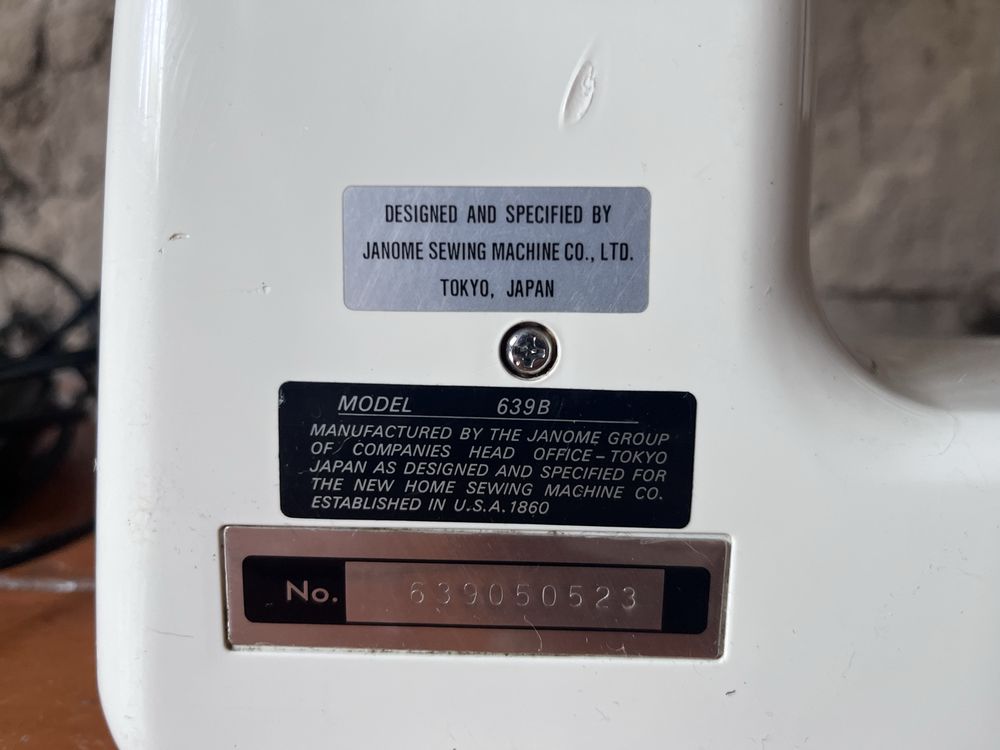 DESIGNED AND SPECIFIED BY
JANOME SEWING MACHINE CO., LTD.
TOKYO, JAPAN
MODEL 639B
MANUFACTURED BY THE JANOME GROUP
OF COMPANIES HEAD OFFICE–TOKYO
JAPAN AS DESIGNED AND SPECIFIED FOR
THE NEW HOME SEWING MACHINE CO.
ESTABLISHED IN U.S.A. 1860
No. 639050523